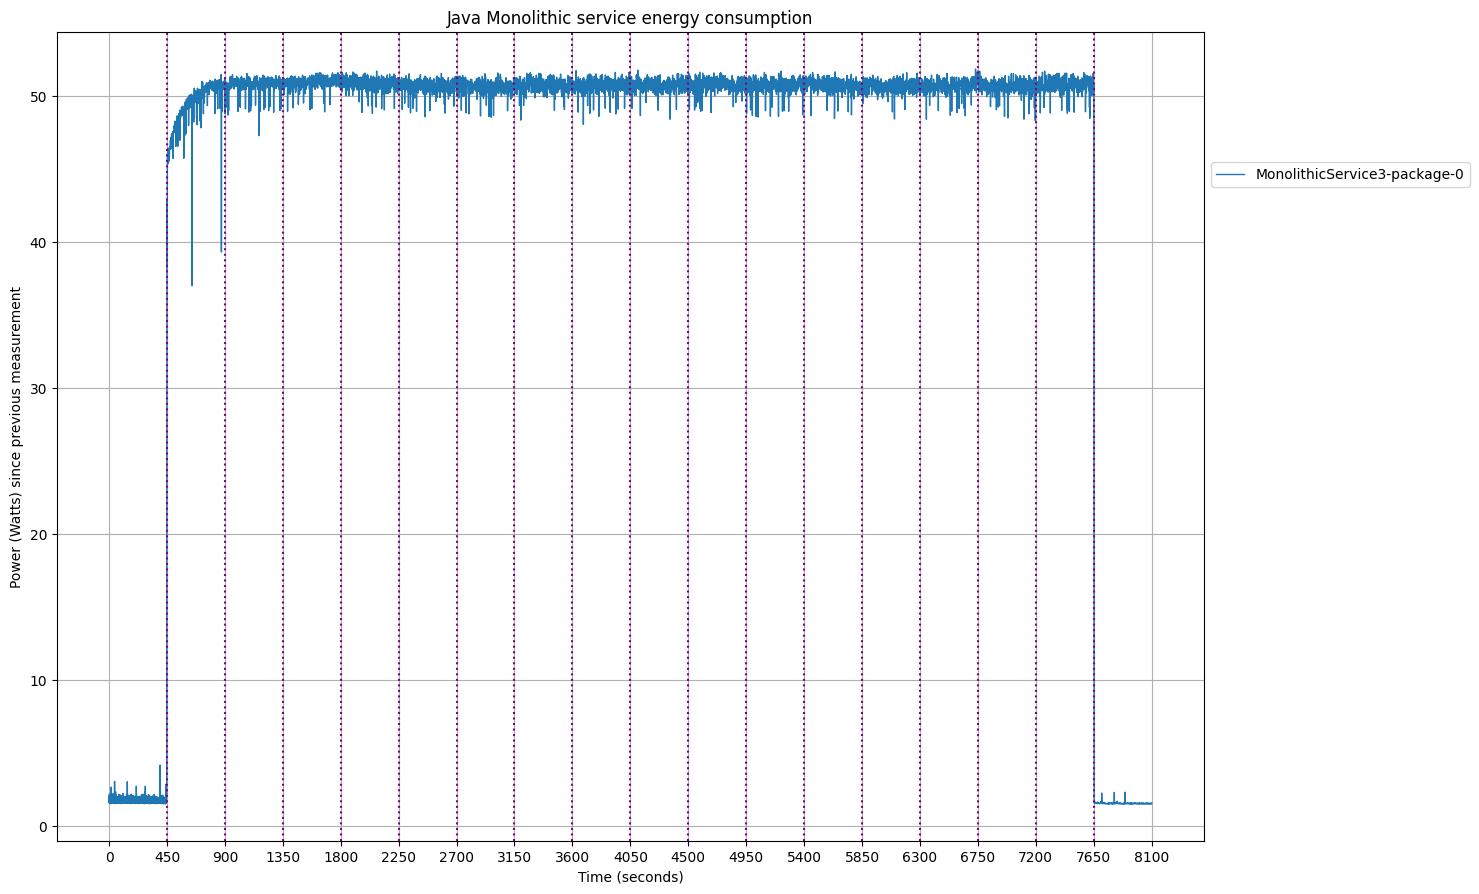 Java Monolithic service energy consumption
Power (Watts) since previous measurement
50
40
30
20
10
0
MonolithicService3-package-0
0 450 900 1350 1800 2250 2700 3150 3600 4050 4500 4950 5400 5850 6300 6750 7200 7650 8100
Time (seconds)